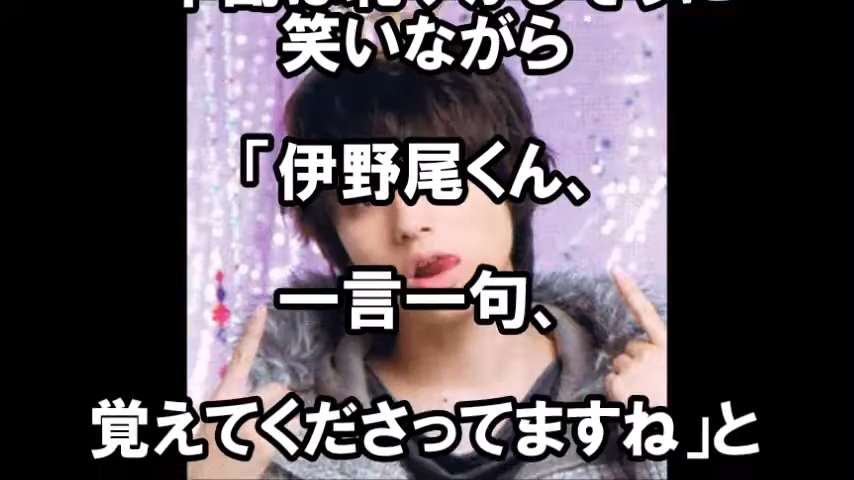 笑いながら
「伊野尾くん、
一言一句、
覚えてくださってますね」と